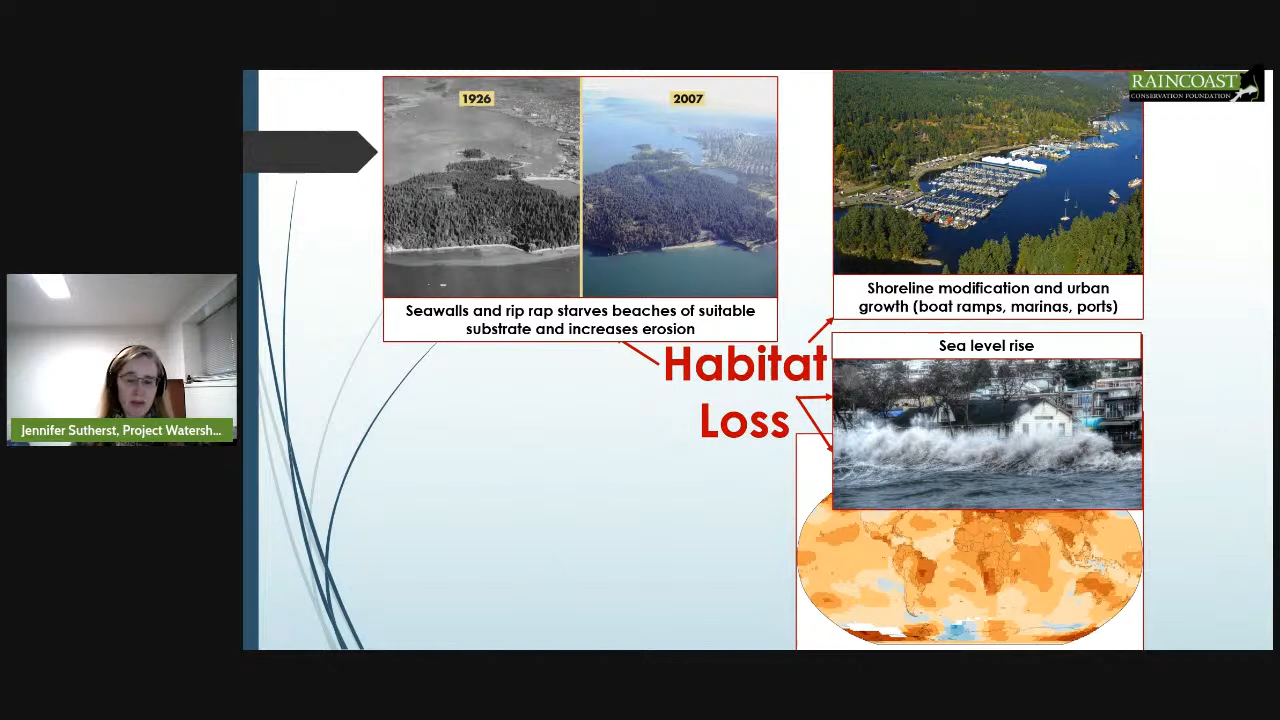 1926
2007
RAINCOAST
CONSERVATION FOUNDATION
Seawalls and rip rap starves beaches of suitable
substrate and increases erosion
Shoreline modification and urban
growth (boat ramps, marinas, ports)
Habitat
Loss
Sea level rise
Jennifer Sutherst, Project Watersh...